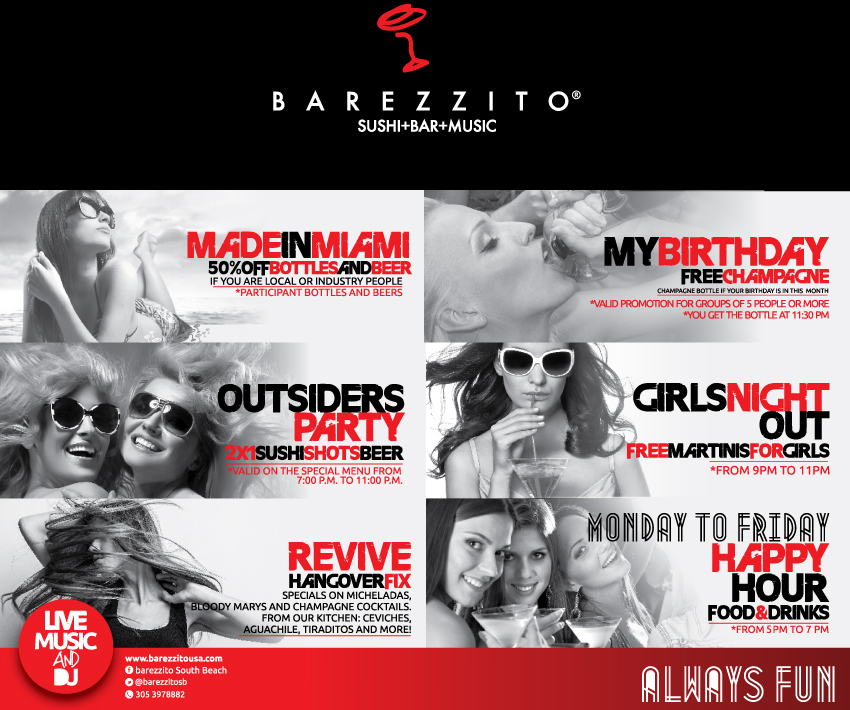 BAREZZITO®
SUSHI+BAR+MUSIC
MADEINMIAMI
50%OFFBOTTLESANDBEER
IF YOU ARE LOCAL OR INDUSTRY PEOPLE
*PARTICIPANT BOTTLES AND BEERS
MYBIRTHDAY
FREECHAMPAGNE
CHAMPAGNE BOTTLE IF YOUR BIRTHDAY IS IN THIS MONTH
*VALID PROMOTION FOR GROUPS OF 5 PEOPLE OR MORE
*YOU GET THE BOTTLE AT 11:30 PM
OUTSIDERS
PARTY
2X1SUSHISHOTSBEER
*VALID ON THE SPECIAL MENU FROM
7:00 P.M. TO 11:00 P.M.
GIRLSNIGHT
OUT
FREEMARTINISFORGIRLS
*FROM 9PM TO 11PM
REVIVE
HANGOVERFIX
SPECIALS ON MICHELADAS,
BLOODY MARYS AND CHAMPAGNE COCKTAILS.
FROM OUR KITCHEN: CEVICHES,
AGUACHILE, TIRADITOS AND MORE!
MONDAY TO FRIDAY
HAPPY
HOUR
FOOD&DRINKS
*FROM 5PM TO 7 PM
LIVE
MUSIC
AND
DJ
www.barezzitousa.com
barezzito South Beach
@barezzitosb
305 3978882
ALWAYS FUN